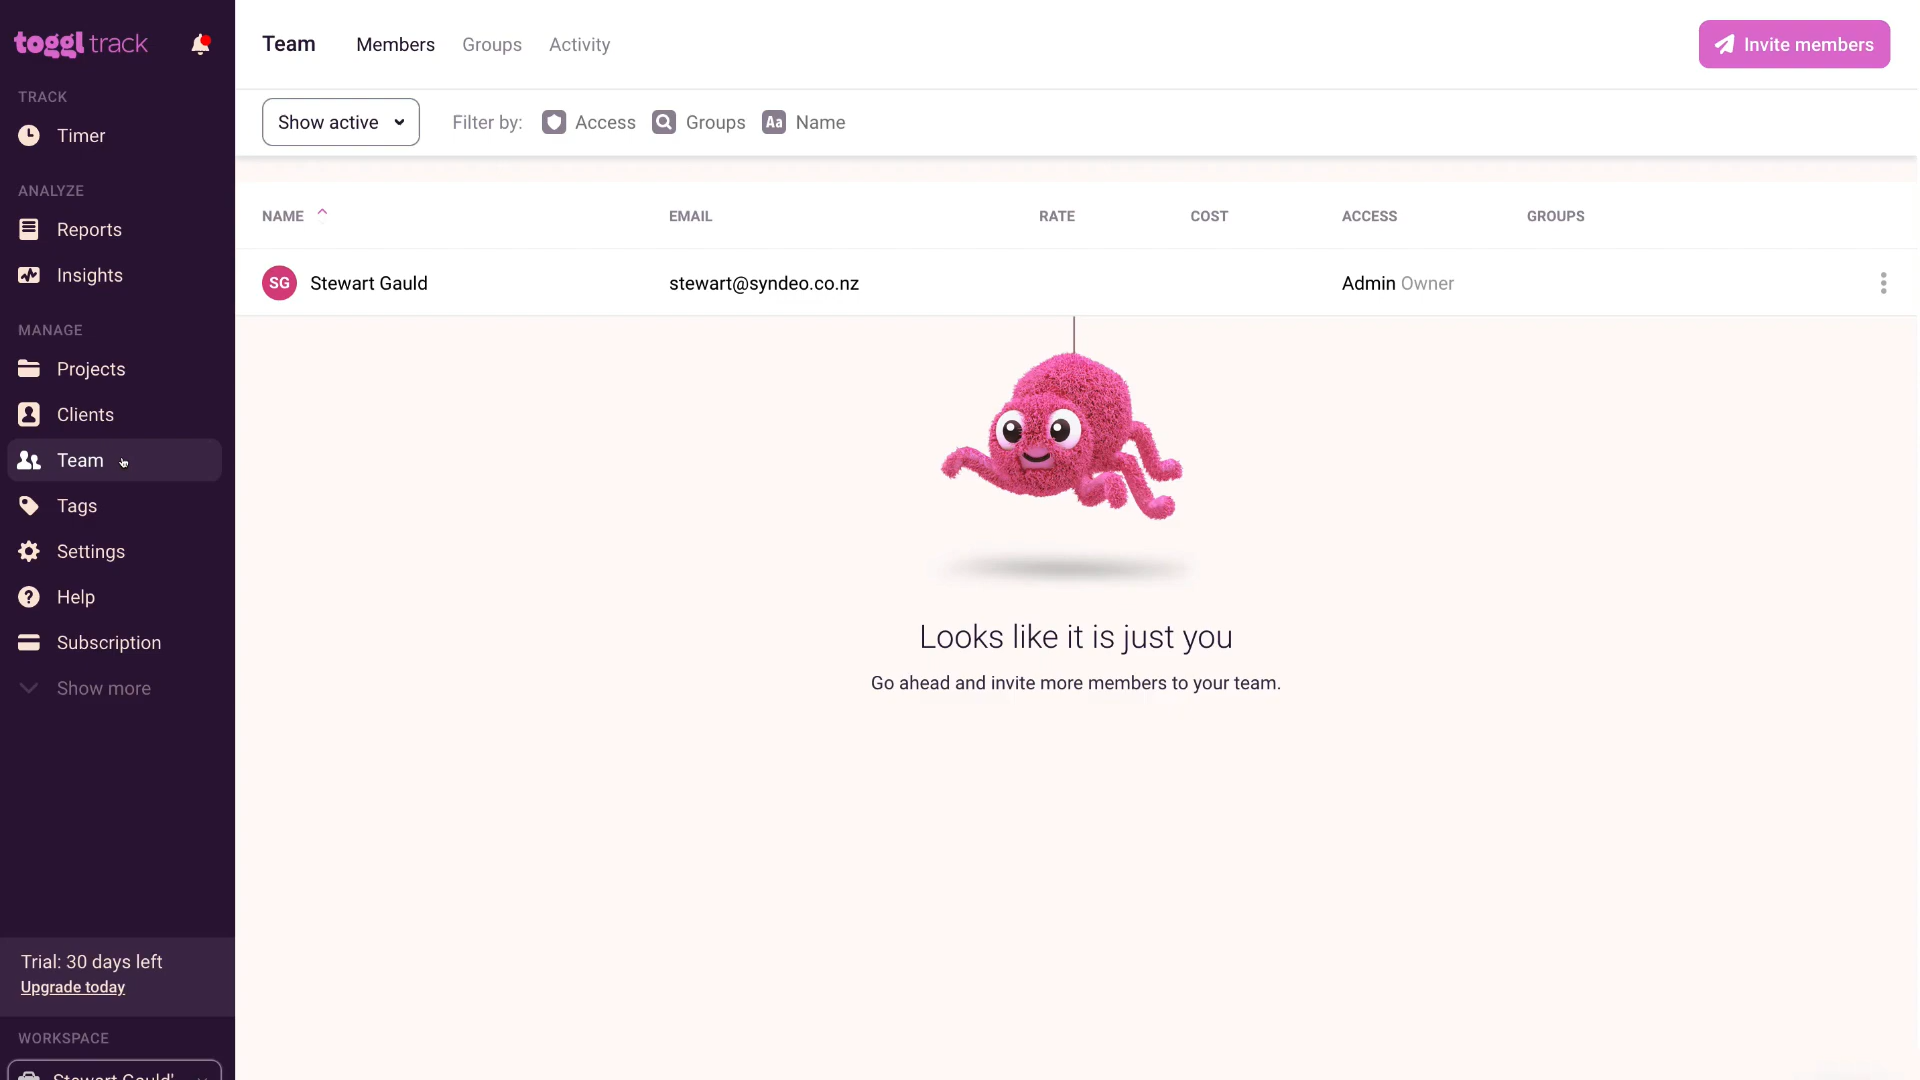 toggl track
TRACK
Timer
ANALYZE
Reports
Insights
MANAGE
Projects
Clients
Team
Tags
Settings
Help
Subscription
Show more
Trial: 30 days left
Upgrade today
WORKSPACE
Stewart Gauld'
Team Members Groups Activity
Invite members
Show active Filter by: Access Groups Aa Name
NAME EMAIL RATE COST ACCESS GROUPS
SG Stewart Gauld stewart@syndeo.co.nz Admin Owner
Looks like it is just you
Go ahead and invite more members to your team.